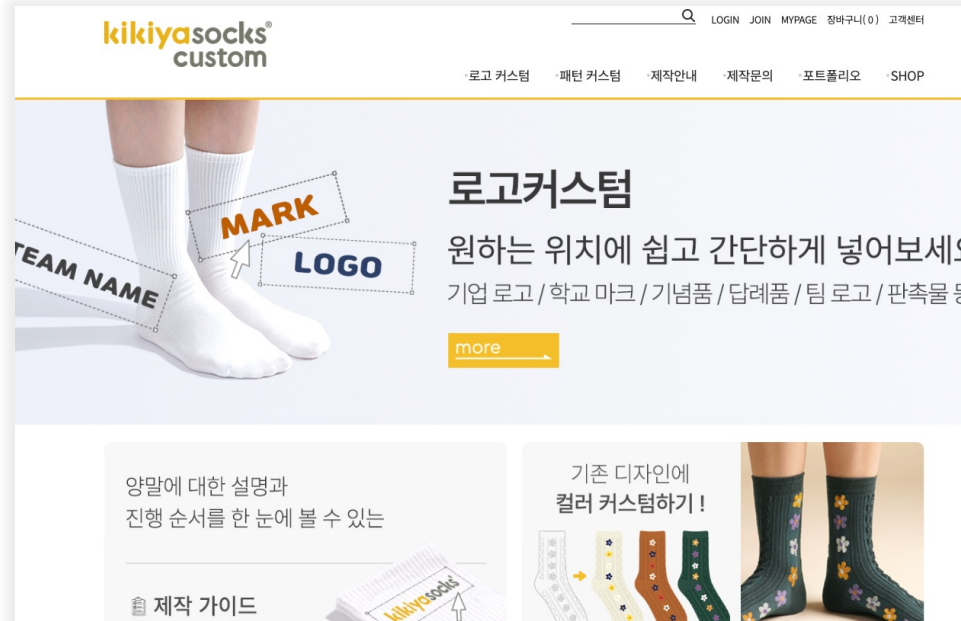 kikiyasocks®
custom
LOGIN JOIN MYPAGE 장바구니( 0 ) 고객센터
·로고 커스텀 ·패턴 커스텀 ·제작안내 ·제작문의 ·포트폴리오 ·SHOP
TEAM NAME
MARK
LOGO
로고커스텀
원하는 위치에 쉽고 간단하게 넣어보세요
기업 로고 / 학교 마크 / 기념품 / 답례품 / 팀 로고 / 판촉물 등
more
양말에 대한 설명과
진행 순서를 한 눈에 볼 수 있는
제작 가이드
kikiyasocks®
기존 디자인에
컬러 커스텀하기 !